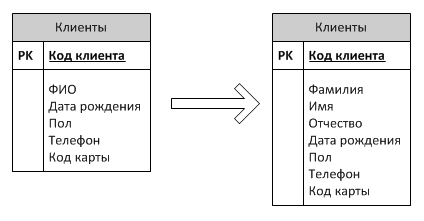 Клиенты
PK Код клиента
ФИО
Дата рождения
Пол
Телефон
Код карты
Клиенты
PK Код клиента
Фамилия
Имя
Отчество
Дата рождения
Пол
Телефон
Код карты